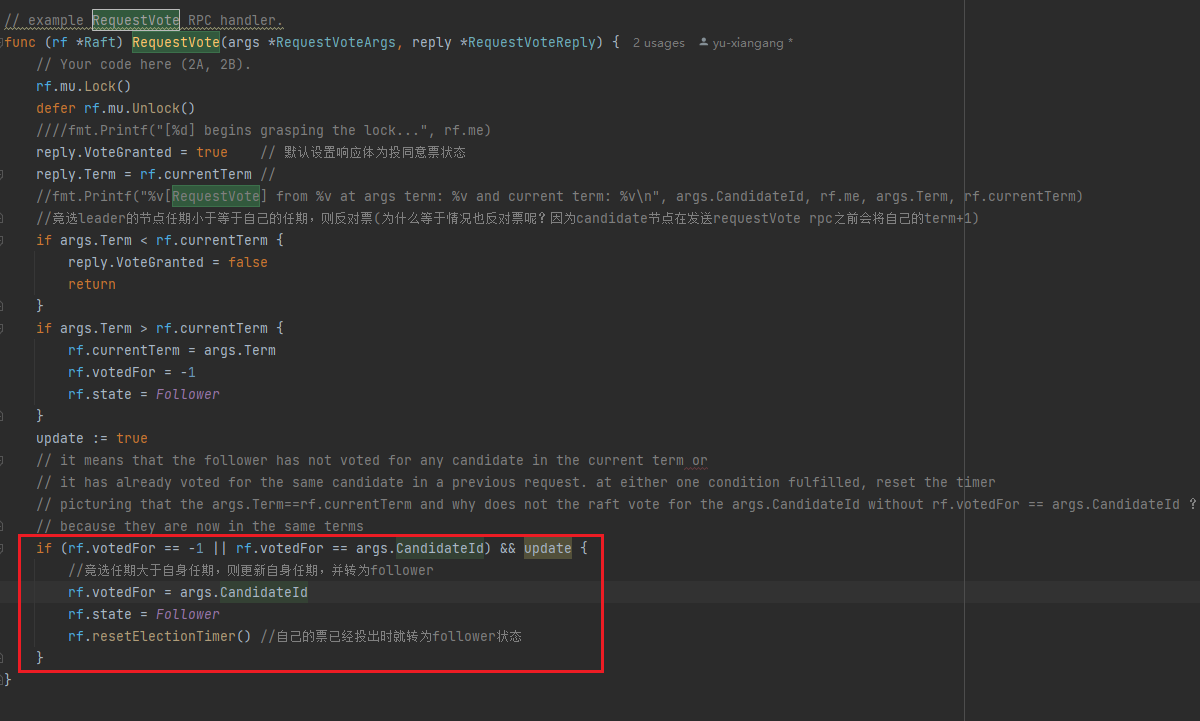 // example RequestVote RPC handler.
func (rf *Raft) RequestVote(args *RequestVoteArgs, reply *RequestVoteReply) {  2 usages  yu-xiangang *
// Your code here (2A, 2B).
rf.mu.Lock()
defer rf.mu.Unlock()
////fmt.Printf("[%d] begins grasping the lock...", rf.me)
reply.VoteGranted = true    // 默认设置响应体为投同意票状态
reply.Term = rf.currentTerm //
//fmt.Printf("%v[RequestVote] from %v at args term: %v and current term: %v\n", args.CandidateId, rf.me, args.Term, rf.currentTerm)
//竞选leader的节点任期小于等于自己的任期，则反对票(为什么等于情况也反对票呢？因为candidate节点在发送requestVote rpc之前会将自己的term+1)
if args.Term < rf.currentTerm {
reply.VoteGranted = false
return
}
if args.Term > rf.currentTerm {
rf.currentTerm = args.Term
rf.votedFor = -1
rf.state = Follower
}
update := true
// it means that the follower has not voted for any candidate in the current term or
// it has already voted for the same candidate in a previous request. at either one condition fulfilled, reset the timer
// picturing that the args.Term==rf.currentTerm and why does not the raft vote for the args.CandidateId without rf.votedFor == args.CandidateId ？
// because they are now in the same terms
if (rf.votedFor == -1 || rf.votedFor == args.CandidateId) && update {
//竞选任期大于自身任期，则更新自身任期，并转为follower
rf.votedFor = args.CandidateId
rf.state = Follower
rf.resetElectionTimer() //自己的票已经投出时就转为follower状态
}
}